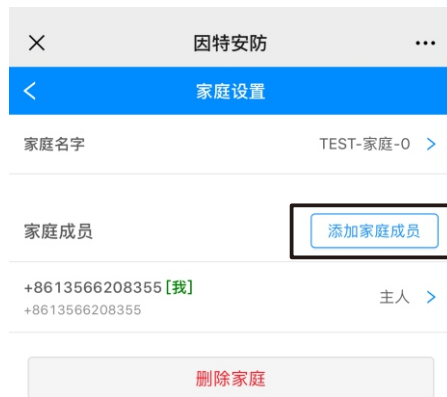 因特安防
家庭设置
家庭名字 TEST-家庭-0
家庭成员 添加家庭成员
+8613566208355[我]
+8613566208355
主人
删除家庭